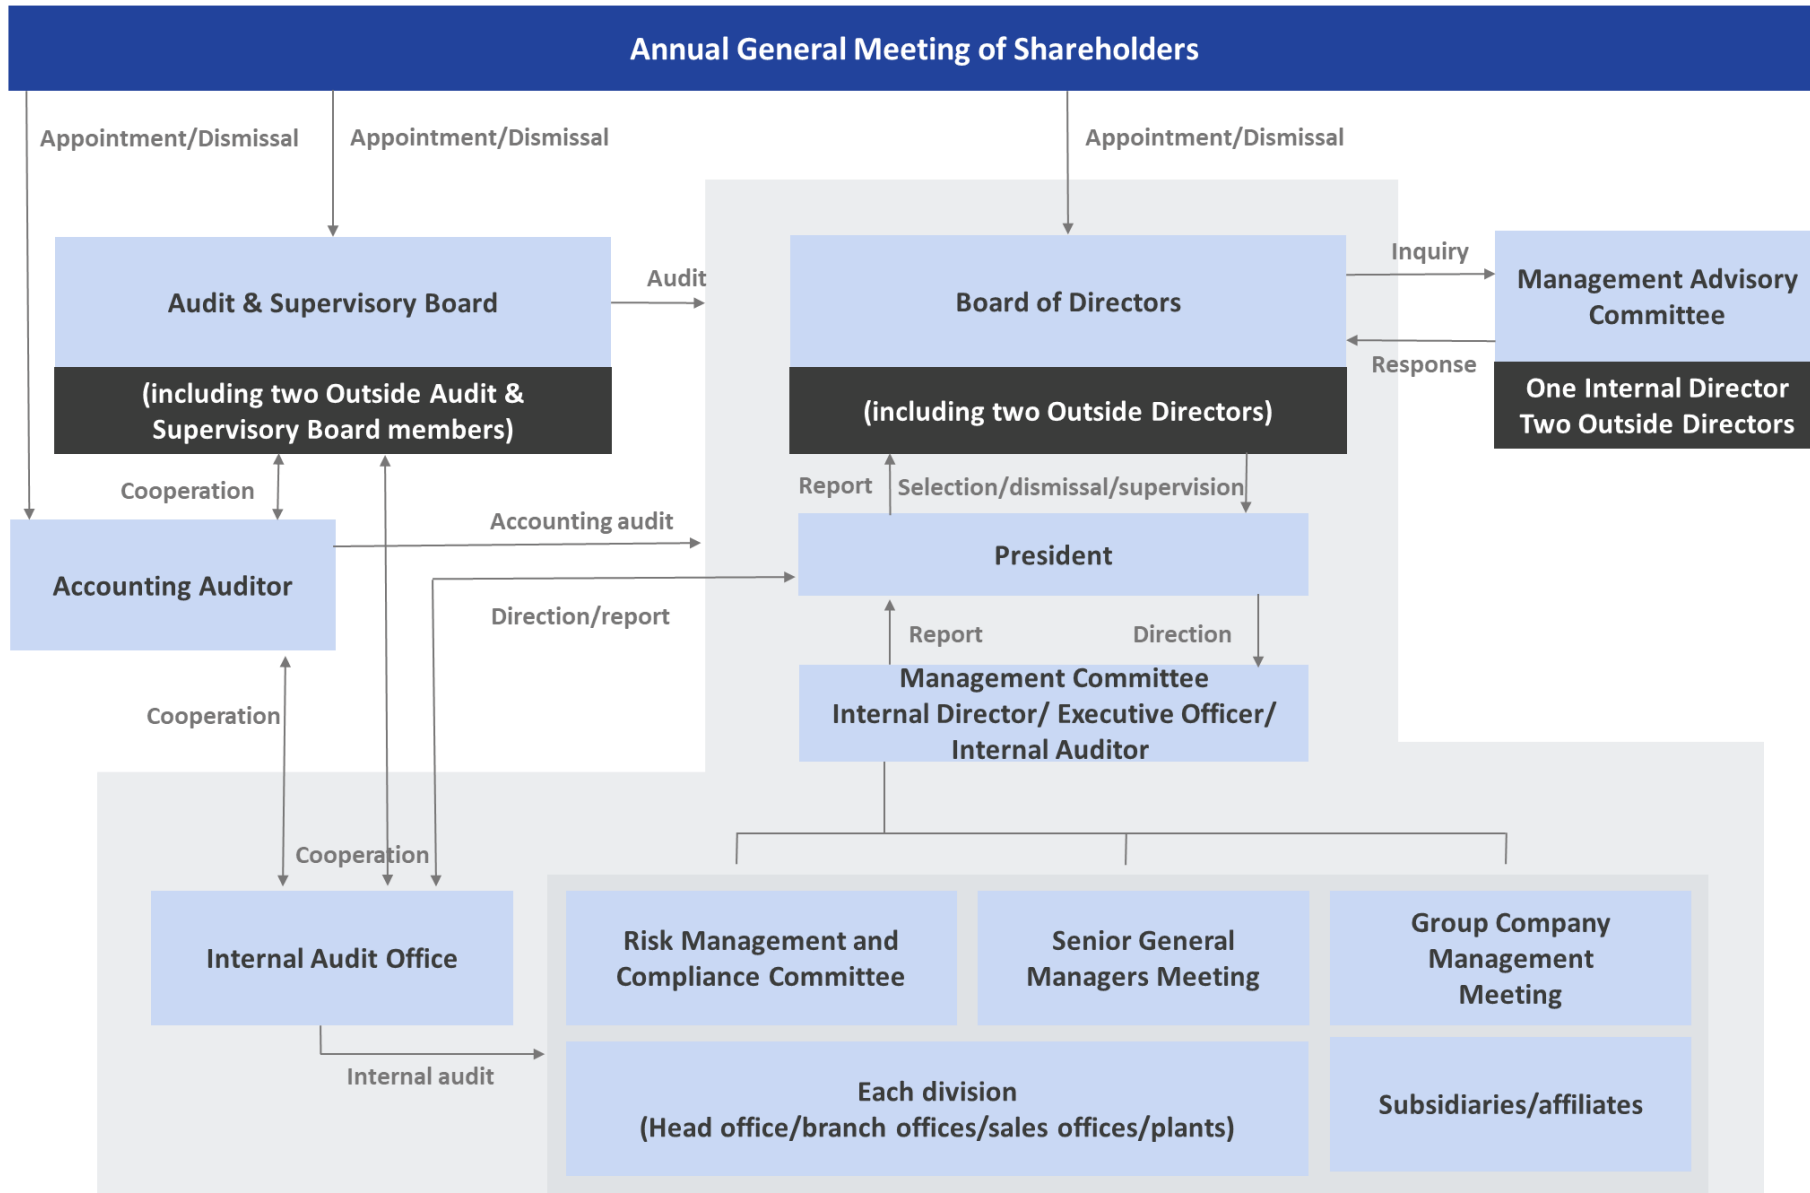 Annual General Meeting of Shareholders
Appointment/Dismissal
Appointment/Dismissal
Appointment/Dismissal
Audit & Supervisory Board
(including two Outside Audit &
Supervisory Board members)
Audit
Board of Directors
(including two Outside Directors)
Inquiry
Response
Management Advisory
Committee
One Internal Director
Two Outside Directors
Cooperation
Report
Selection/dismissal/supervision
Accounting Auditor
Accounting audit
President
Direction/report
Report
Direction
Management Committee
Internal Director/ Executive Officer/
Internal Auditor
Cooperation
Cooperation
Internal Audit Office
Risk Management and
Compliance Committee
Senior General
Managers Meeting
Group Company
Management
Meeting
Internal audit
Each division
(Head office/branch offices/sales offices/plants)
Subsidiaries/affiliates